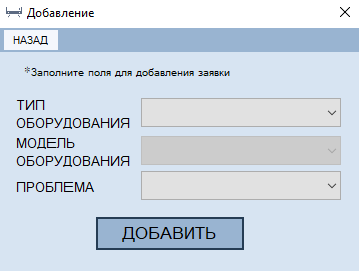 Добавление
НАЗАД
*Заполните поля для добавления заявки
ТИП
ОБОРУДОВАНИЯ
МОДЕЛЬ
ОБОРУДОВАНИЯ
ПРОБЛЕМА
ДОБАВИТЬ